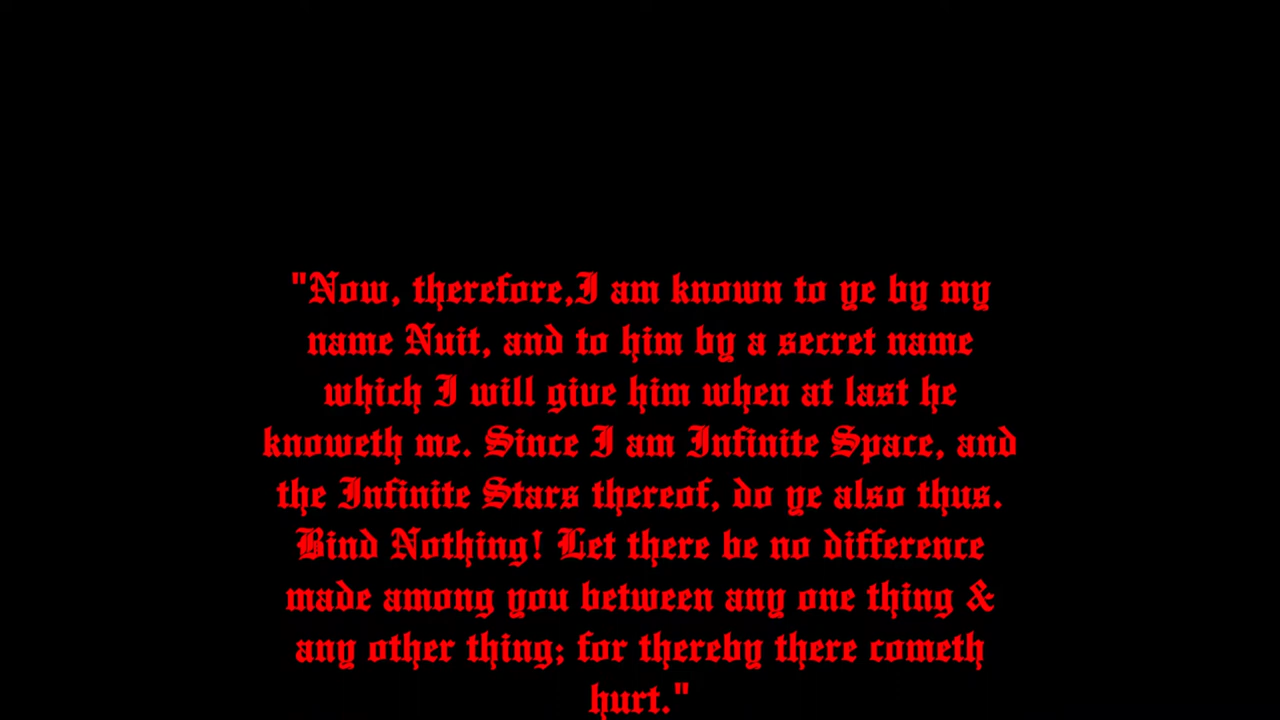 "Now, therefore,I am known to ye by my
name Nuit, and to him by a secret name
which I will give him when at last he
knoweth me. Since I am Infinite Space, and
the Infinite Stars thereof, do ye also thus.
Bind Nothing! Let there be no difference
made among you between any one thing &
any other thing; for thereby there cometh
hurt."